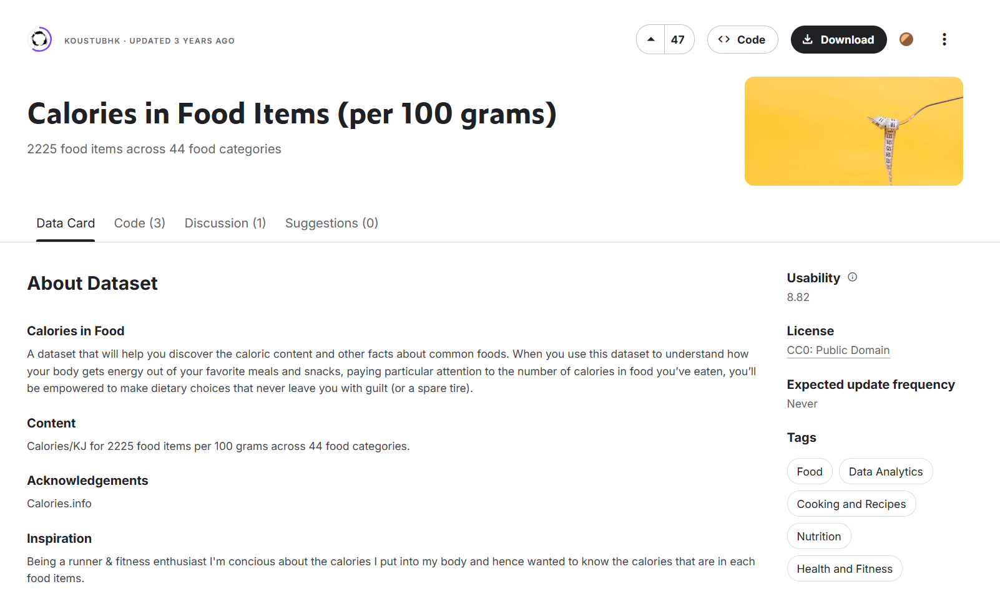 KOUSTUBHK · UPDATED 3 YEARS AGO
47
Code
Download
Calories in Food Items (per 100 grams)
2225 food items across 44 food categories
Data Card
Code (3)
Discussion (1)
Suggestions (0)
About Dataset
Calories in Food
A dataset that will help you discover the caloric content and other facts about common foods. When you use this dataset to understand how
your body gets energy out of your favorite meals and snacks, paying particular attention to the number of calories in food you’ve eaten, you’ll
be empowered to make dietary choices that never leave you with guilt (or a spare tire).
Content
Calories/KJ for 2225 food items per 100 grams across 44 food categories.
Acknowledgements
Calories.info
Inspiration
Being a runner & fitness enthusiast I'm concious about the calories I put into my body and hence wanted to know the calories that are in each
food items.
Usability
8.82
License
CC0: Public Domain
Expected update frequency
Never
Tags
Food
Data Analytics
Cooking and Recipes
Nutrition
Health and Fitness